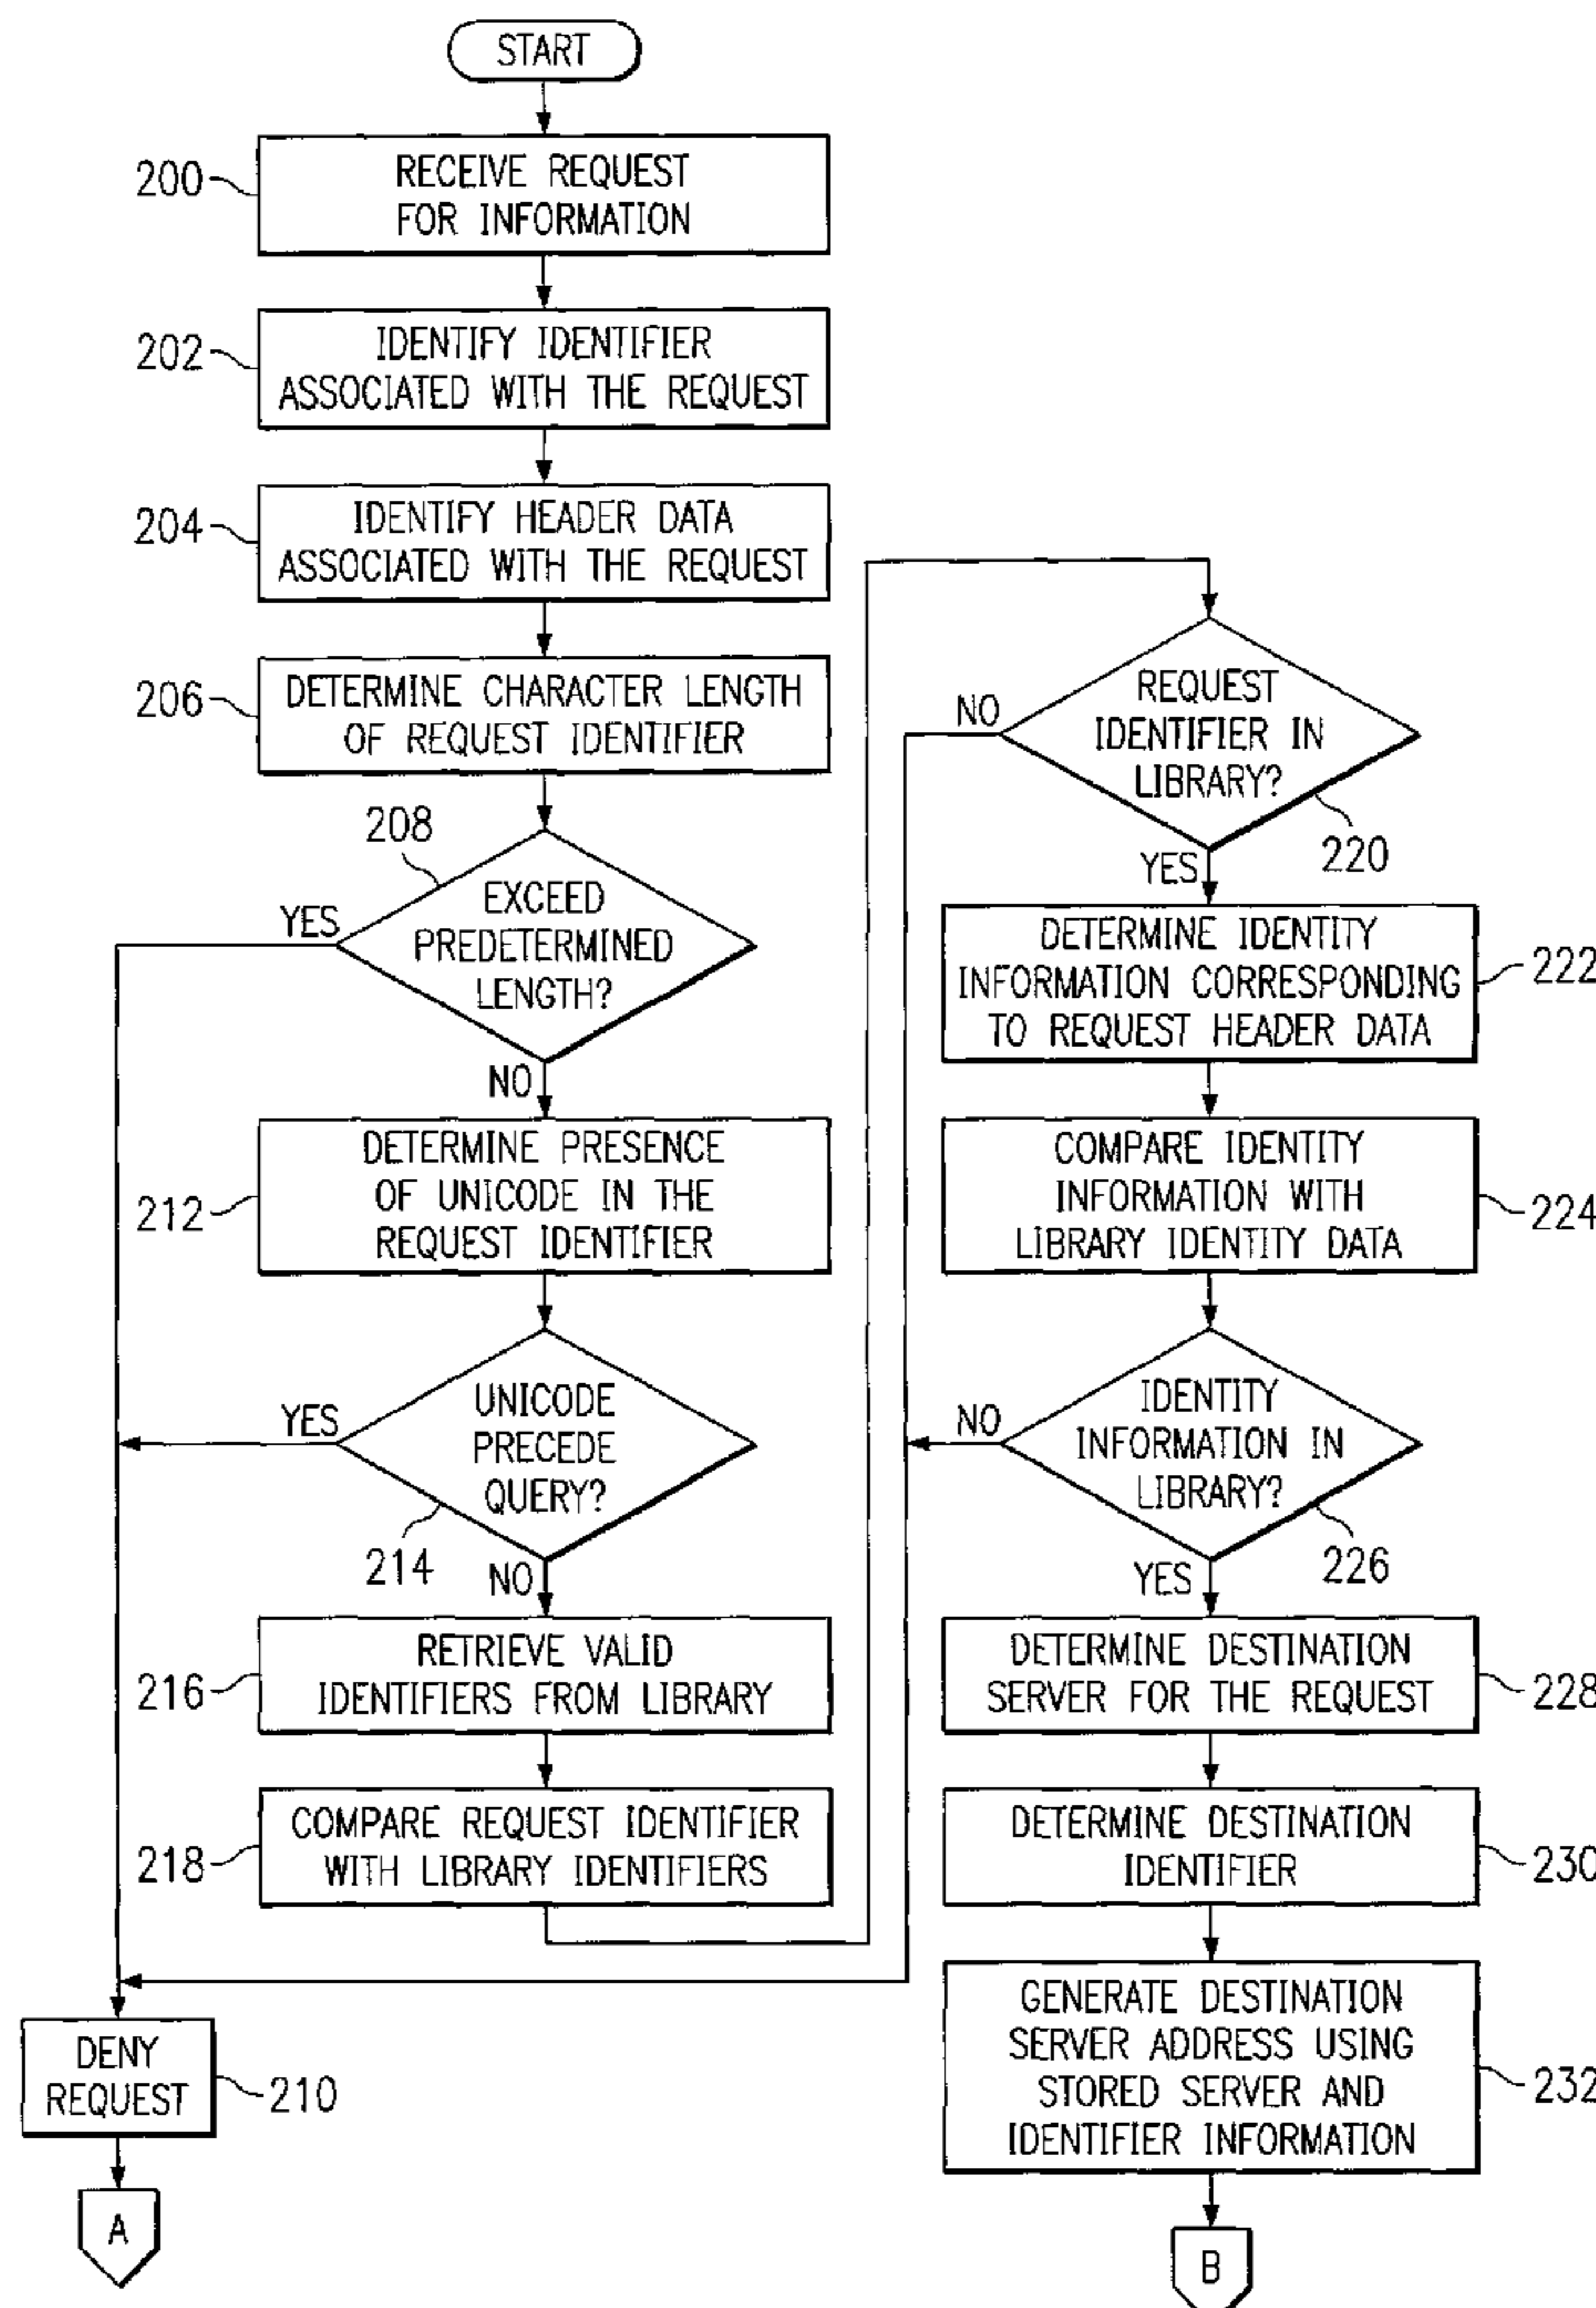 START
200
RECEIVE REQUEST
FOR INFORMATION
202
IDENTIFY IDENTIFIER
ASSOCIATED WITH THE REQUEST
204
IDENTIFY HEADER DATA
ASSOCIATED WITH THE REQUEST
206
DETERMINE CHARACTER LENGTH
OF REQUEST IDENTIFIER
208
YES
EXCEED
PREDETERMINED
LENGTH?
NO
212
DETERMINE PRESENCE
OF UNICODE IN THE
REQUEST IDENTIFIER
YES
UNICODE
PRECEDE
QUERY?
214
NO
216
RETRIEVE VALID
IDENTIFIERS FROM LIBRARY
218
COMPARE REQUEST IDENTIFIER
WITH LIBRARY IDENTIFIERS
DENY
REQUEST
210
A
NO
REQUEST
IDENTIFIER IN
LIBRARY?
220
YES
DETERMINE IDENTITY
INFORMATION CORRESPONDING
TO REQUEST HEADER DATA
222
COMPARE IDENTITY
INFORMATION WITH
LIBRARY IDENTITY DATA
224
NO
IDENTITY
INFORMATION IN
LIBRARY?
226
YES
DETERMINE DESTINATION
SERVER FOR THE REQUEST
228
DETERMINE DESTINATION
IDENTIFIER
230
GENERATE DESTINATION
SERVER ADDRESS USING
STORED SERVER AND
IDENTIFIER INFORMATION
232
B